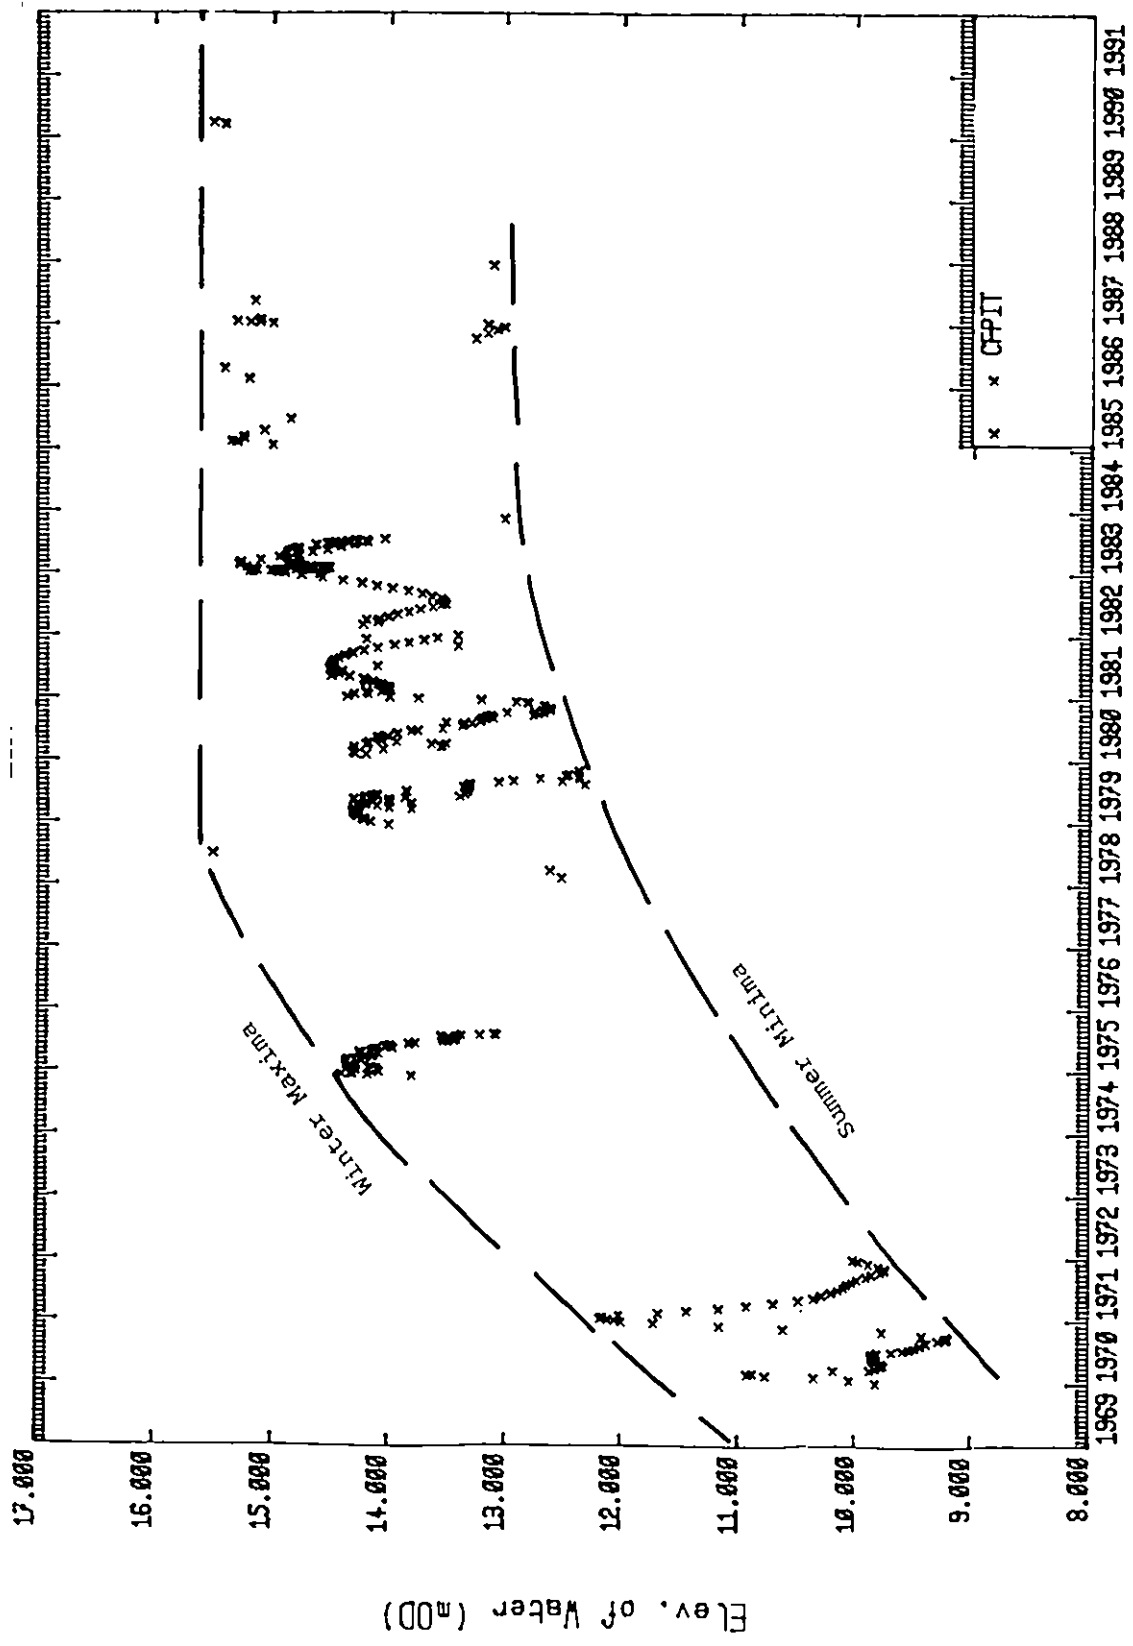 17.000
16.000
15.000
14.000
13.000
12.000
11.000
10.000
9.000
8.000
Elev. of Water (mOD)
Winter Maxima
Summer Minima
× × CFPIT
1969 1970 1971 1972 1973 1974 1975 1976 1977 1978 1979 1980 1981 1982 1983 1984 1985 1986 1987 1988 1989 1990 1991